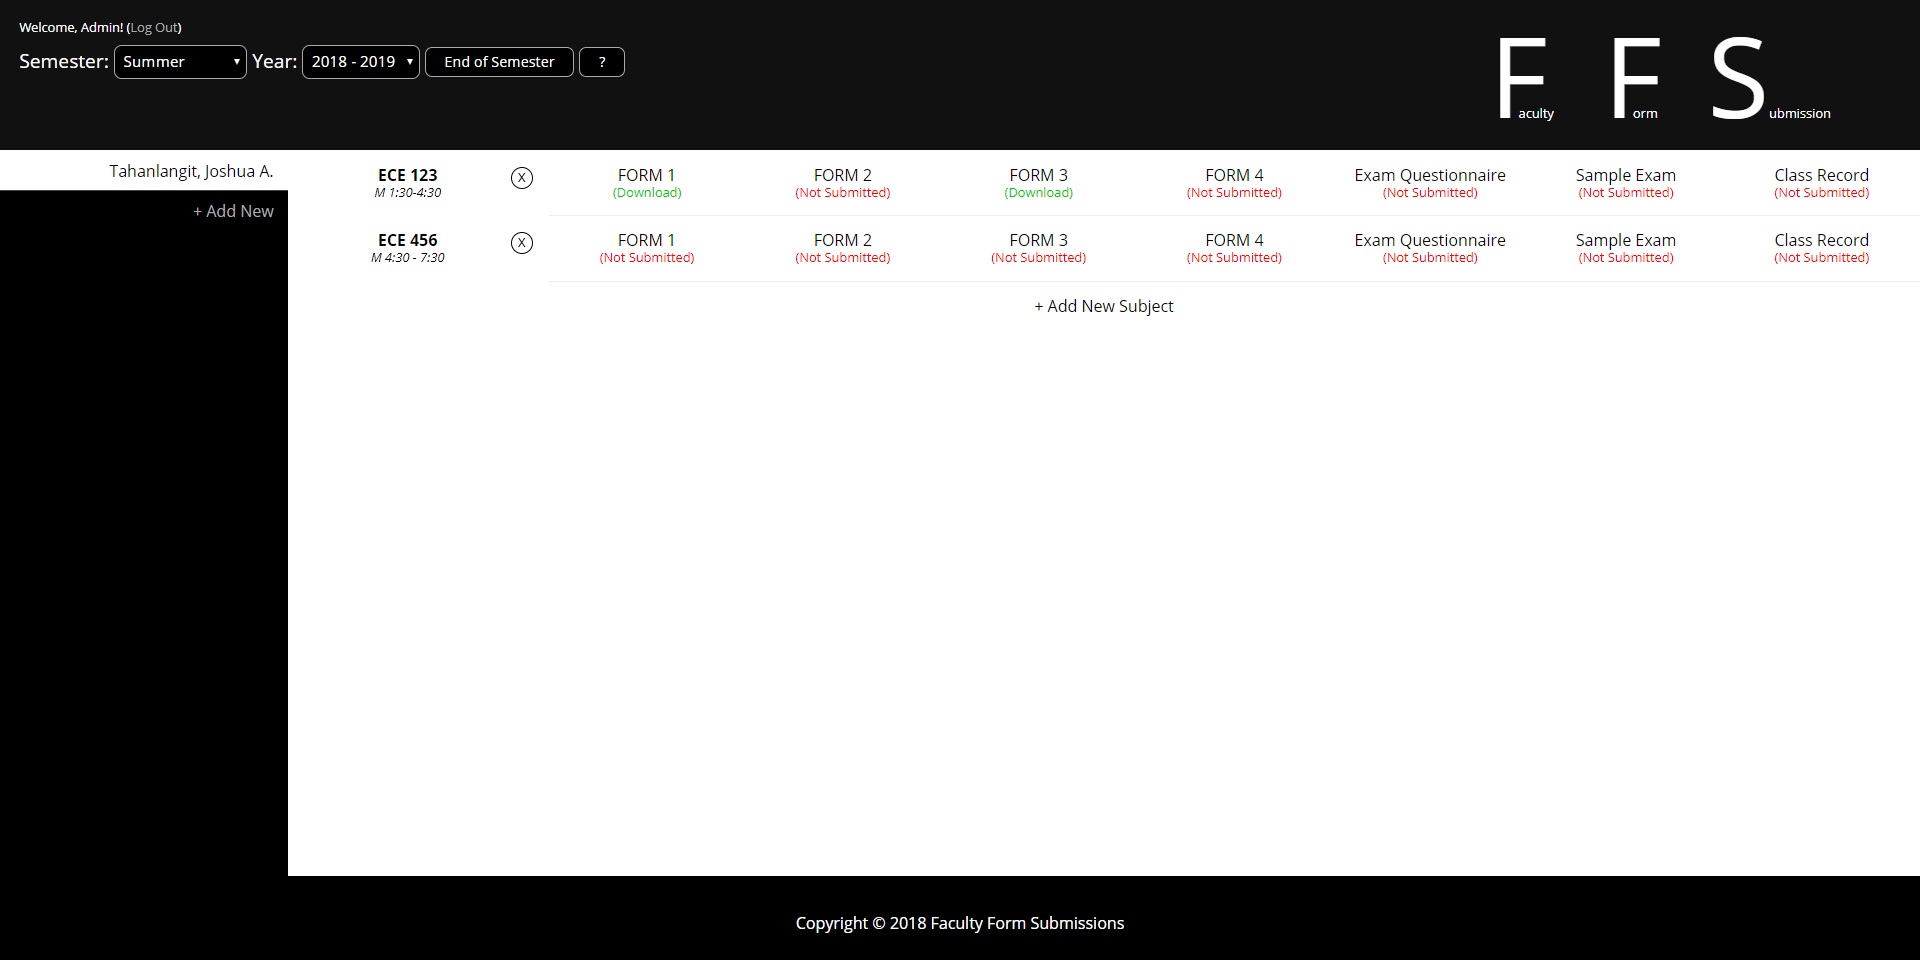 Welcome, Admin! (Log Out)
Semester: Summer ▾ Year: 2018 - 2019 ▾ End of Semester ?
Faculty Form Submission
Tahanlangit, Joshua A.
+ Add New
ECE 123 X FORM 1 FORM 2 FORM 3 FORM 4 Exam Questionnaire Sample Exam Class Record
M 1:30-4:30 (Download) (Not Submitted) (Download) (Not Submitted) (Not Submitted) (Not Submitted) (Not Submitted)
ECE 456 X FORM 1 FORM 2 FORM 3 FORM 4 Exam Questionnaire Sample Exam Class Record
M 4:30 - 7:30 (Not Submitted) (Not Submitted) (Not Submitted) (Not Submitted) (Not Submitted) (Not Submitted) (Not Submitted)
+ Add New Subject
Copyright © 2018 Faculty Form Submissions